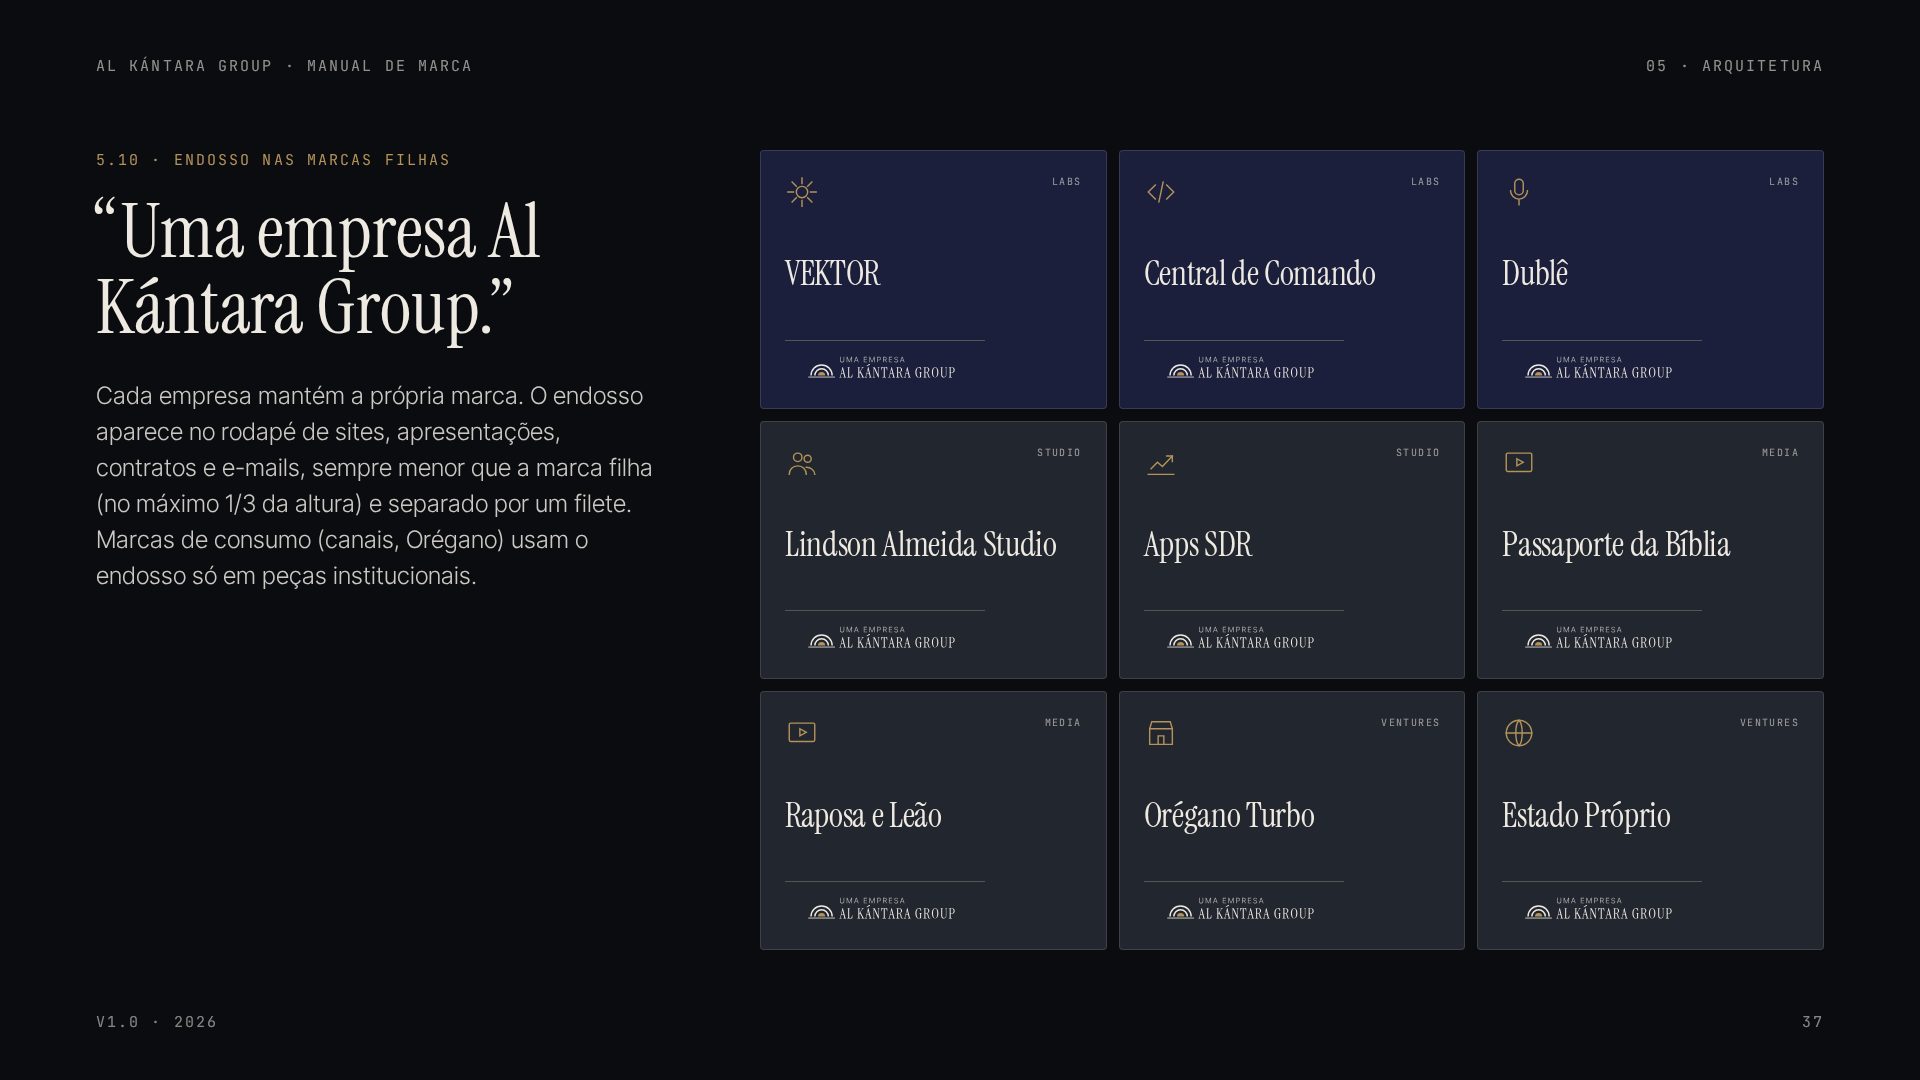 AL KÁNTARA GROUP · MANUAL DE MARCA
05 · ARQUITETURA
5.10 · ENDOSSO NAS MARCAS FILHAS
“Uma empresa Al
Kántara Group.”
Cada empresa mantém a própria marca. O endosso
aparece no rodapé de sites, apresentações,
contratos e e-mails, sempre menor que a marca filha
(no máximo 1/3 da altura) e separado por um filete.
Marcas de consumo (canais, Orégano) usam o
endosso só em peças institucionais.
LABS
VEKTOR
UMA EMPRESA
AL KÁNTARA GROUP
LABS
Central de Comando
UMA EMPRESA
AL KÁNTARA GROUP
LABS
Dublê
UMA EMPRESA
AL KÁNTARA GROUP
STUDIO
Lindson Almeida Studio
UMA EMPRESA
AL KÁNTARA GROUP
STUDIO
Apps SDR
UMA EMPRESA
AL KÁNTARA GROUP
MEDIA
Passaporte da Bíblia
UMA EMPRESA
AL KÁNTARA GROUP
MEDIA
Raposa e Leão
UMA EMPRESA
AL KÁNTARA GROUP
VENTURES
Orégano Turbo
UMA EMPRESA
AL KÁNTARA GROUP
VENTURES
Estado Próprio
UMA EMPRESA
AL KÁNTARA GROUP
V1.0 · 2026
37